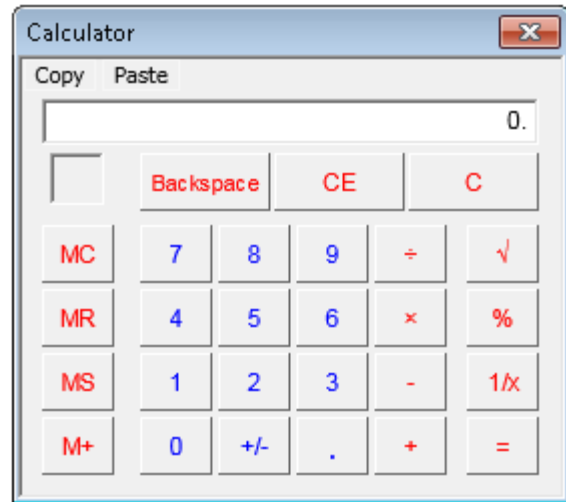 Calculator
Copy Paste
0.
Backspace CE C
MC 7 8 9 ÷ √
MR 4 5 6 × %
MS 1 2 3 - 1/x
M+ 0 +/- . + =